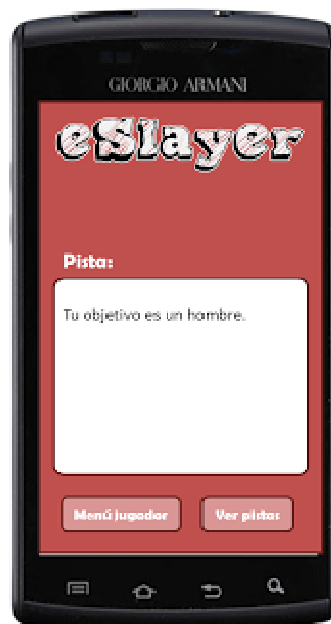 GIORGIO ARMANI
eSlayer
Pista:
Tu objetivo es un hombre.
Menú jugador
Ver pistas